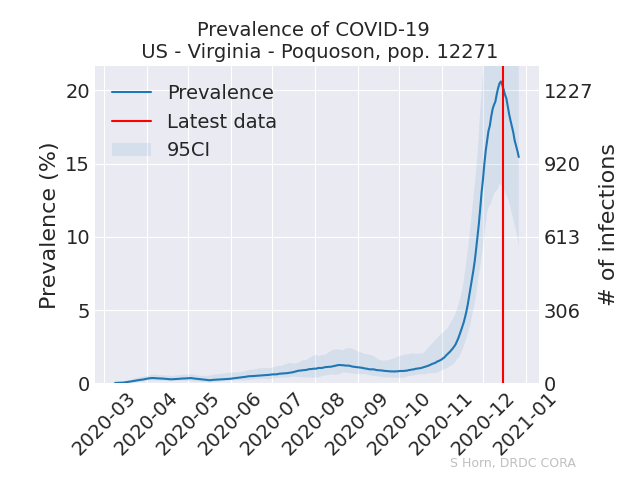 Prevalence of COVID-19
US - Virginia - Poquoson, pop. 12271
Prevalence
Latest data
95CI
Prevalence (%)
20
15
10
5
0
# of infections
1227
920
613
306
0
2020-03
2020-04
2020-05
2020-06
2020-07
2020-08
2020-09
2020-10
2020-11
2020-12
2021-01
S Horn, DRDC CORA